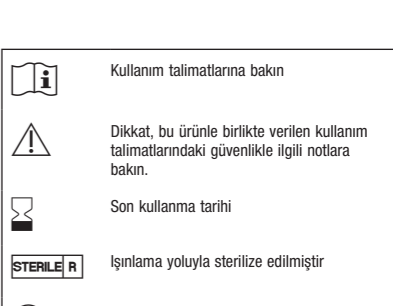 i
Kullanım talimatlarına bakın
Dikkat, bu ürünle birlikte verilen kullanım
talimatlarındaki güvenlikle ilgili notlara
bakın.
Son kullanma tarihi
STERILE R
Işınlama yoluyla sterilize edilmiştir